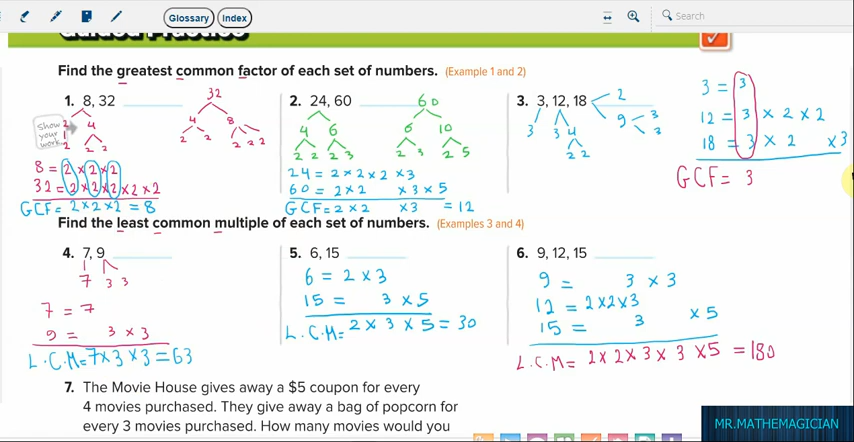 Glossary Index Search
Guided Practice
Find the greatest common factor of each set of numbers. (Example 1 and 2)
1. 8, 32
32
Show your work.
2 4
2 2
4 8
2 2 2 2 2
8 = 2 × 2 × 2
32 = 2 × 2 × 2 × 2 × 2
GCF = 2 × 2 × 2 = 8
2. 24, 60
60
4 6
6 10
2 2 2 3
2 3 2 5
24 = 2 × 2 × 2 × 3
60 = 2 × 2 × 3 × 5
GCF = 2 × 2 × 3 = 12
3. 3, 12, 18
2
9
3
3
3 3 4
2 2
3 = 3
12 = 3 × 2 × 2
18 = 3 × 2 × 3
GCF = 3
Find the least common multiple of each set of numbers. (Examples 3 and 4)
4. 7, 9
7 3 3
7 = 7
9 = 3 × 3
L.C.M = 7 × 3 × 3 = 63
5. 6, 15
6 = 2 × 3
15 = 3 × 5
L.C.M = 2 × 3 × 5 = 30
6. 9, 12, 15
9 = 3 × 3
12 = 2 × 2 × 3
15 = 3 × 5
L.C.M = 2 × 2 × 3 × 3 × 5 = 180
7. The Movie House gives away a $5 coupon for every
4 movies purchased. They give away a bag of popcorn for
every 3 movies purchased. How many movies would you
MR.MATHEMAGICIAN